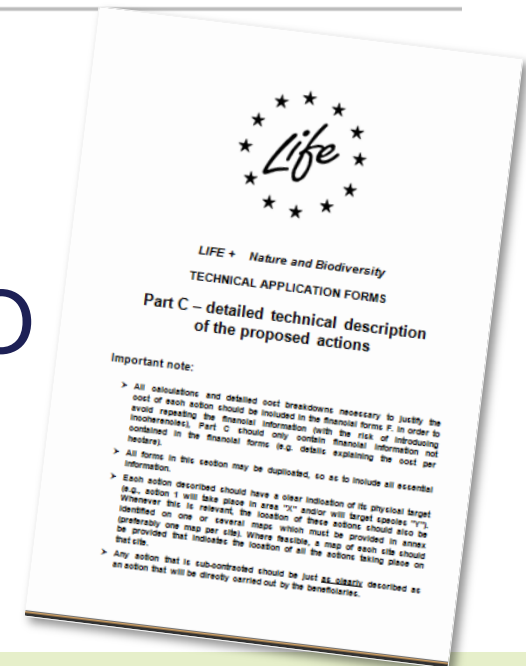 Life
LIFE + Nature and Biodiversity
TECHNICAL APPLICATION FORMS
Part C – detailed technical description
of the proposed actions
Important note:
➢ All calculations and detailed cost breakdowns necessary to justify the
cost of each action should be included in the financial forms F. In order to
avoid repeating the financial information (with the risk of introducing
incoherencies), Part C should only contain financial information not
contained in the financial forms (e.g. details explaining the cost per
hectare).
➢ All forms in this section may be duplicated, so as to include all essential
information.
➢ Each action described should have a clear indication of its physical target
(e.g., action 1 will take place in area "X" and/or will target species "Y").
Whenever this is relevant, the location of these actions should also be
identified on one or several maps which must be provided in annex
(preferably one map per site). Where feasible, a map of each site should
be provided that indicates the location of all the actions taking place on
that site.
➢ Any action that is sub-contracted should be just as clearly described as
an action that will be directly carried out by the beneficiaries.